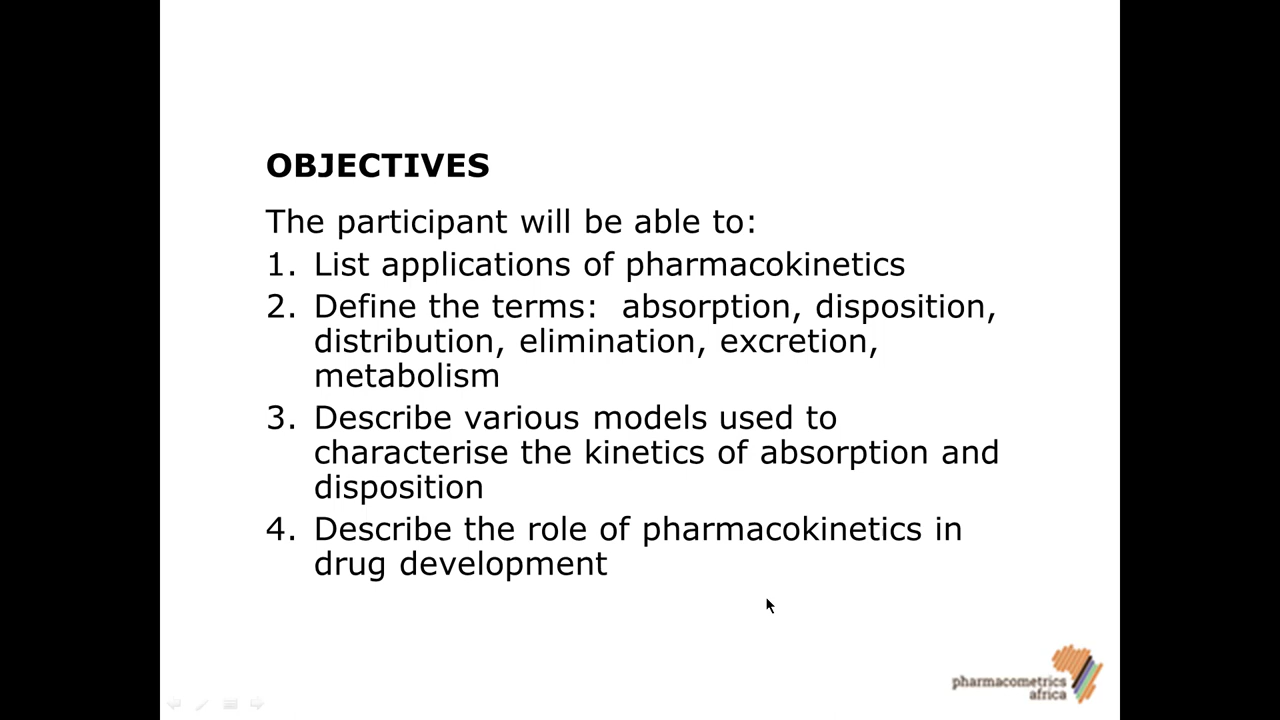 OBJECTIVES
The participant will be able to:
1. List applications of pharmacokinetics
2. Define the terms:  absorption, disposition,
distribution, elimination, excretion,
metabolism
3. Describe various models used to
characterise the kinetics of absorption and
disposition
4. Describe the role of pharmacokinetics in
drug development
pharmacometrics
africa